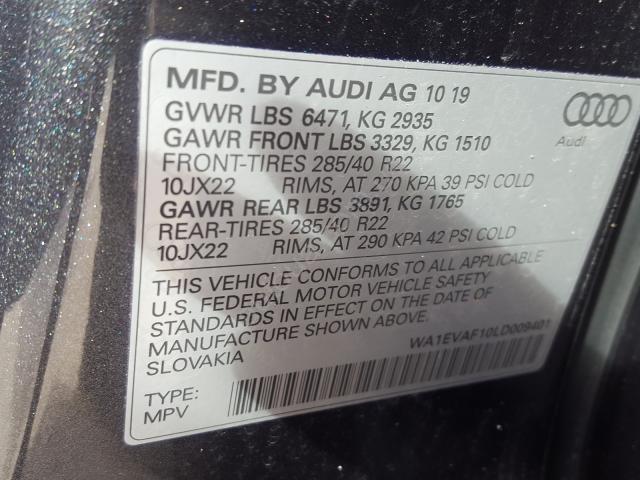 MFD. BY AUDI AG 10 19
GVWR LBS 6471, KG 2935
GAWR FRONT LBS 3329, KG 1510
FRONT-TIRES 285/40 R22
10JX22 RIMS, AT 270 KPA 39 PSI COLD
GAWR REAR LBS 3891, KG 1765
REAR-TIRES 285/40 R22
10JX22 RIMS, AT 290 KPA 42 PSI COLD
Audi
THIS VEHICLE CONFORMS TO ALL APPLICABLE
U.S. FEDERAL MOTOR VEHICLE SAFETY
STANDARDS IN EFFECT ON THE DATE OF
MANUFACTURE SHOWN ABOVE.
SLOVAKIA
WA1EVAF10LD009401
TYPE:
MPV